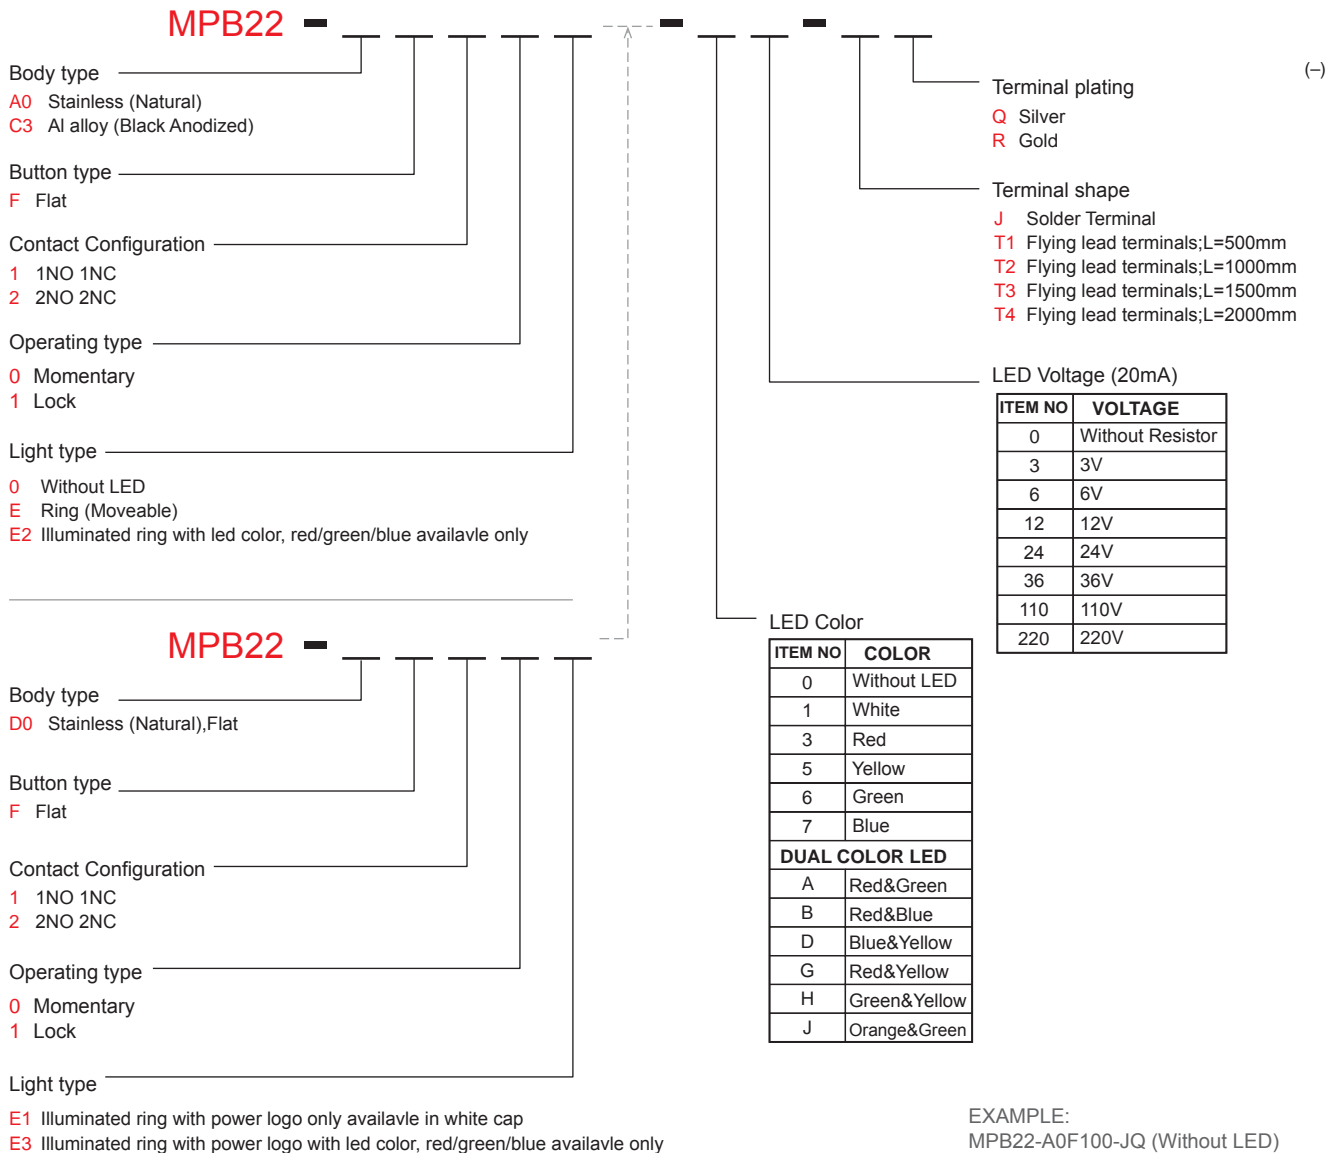 MPB22 -
Body type
A0 Stainless (Natural)
C3 Al alloy (Black Anodized)
Button type
F Flat
Contact Configuration
1 1NO 1NC
2 2NO 2NC
Operating type
0 Momentary
1 Lock
Light type
0 Without LED
E Ring (Moveable)
E2 Illuminated ring with led color, red/green/blue availavle only
(–)
Terminal plating
Q Silver
R Gold
Terminal shape
J Solder Terminal
T1 Flying lead terminals;L=500mm
T2 Flying lead terminals;L=1000mm
T3 Flying lead terminals;L=1500mm
T4 Flying lead terminals;L=2000mm
LED Voltage (20mA)
ITEM NO VOLTAGE
0 Without Resistor
3 3V
6 6V
12 12V
24 24V
36 36V
110 110V
220 220V
LED Color
ITEM NO COLOR
0 Without LED
1 White
3 Red
5 Yellow
6 Green
7 Blue
DUAL COLOR LED
A Red&Green
B Red&Blue
D Blue&Yellow
G Red&Yellow
H Green&Yellow
J Orange&Green
MPB22 -
Body type
D0 Stainless (Natural),Flat
Button type
F Flat
Contact Configuration
1 1NO 1NC
2 2NO 2NC
Operating type
0 Momentary
1 Lock
Light type
E1 Illuminated ring with power logo only availavle in white cap
E3 Illuminated ring with power logo with led color, red/green/blue availavle only
EXAMPLE:
MPB22-A0F100-JQ (Without LED)